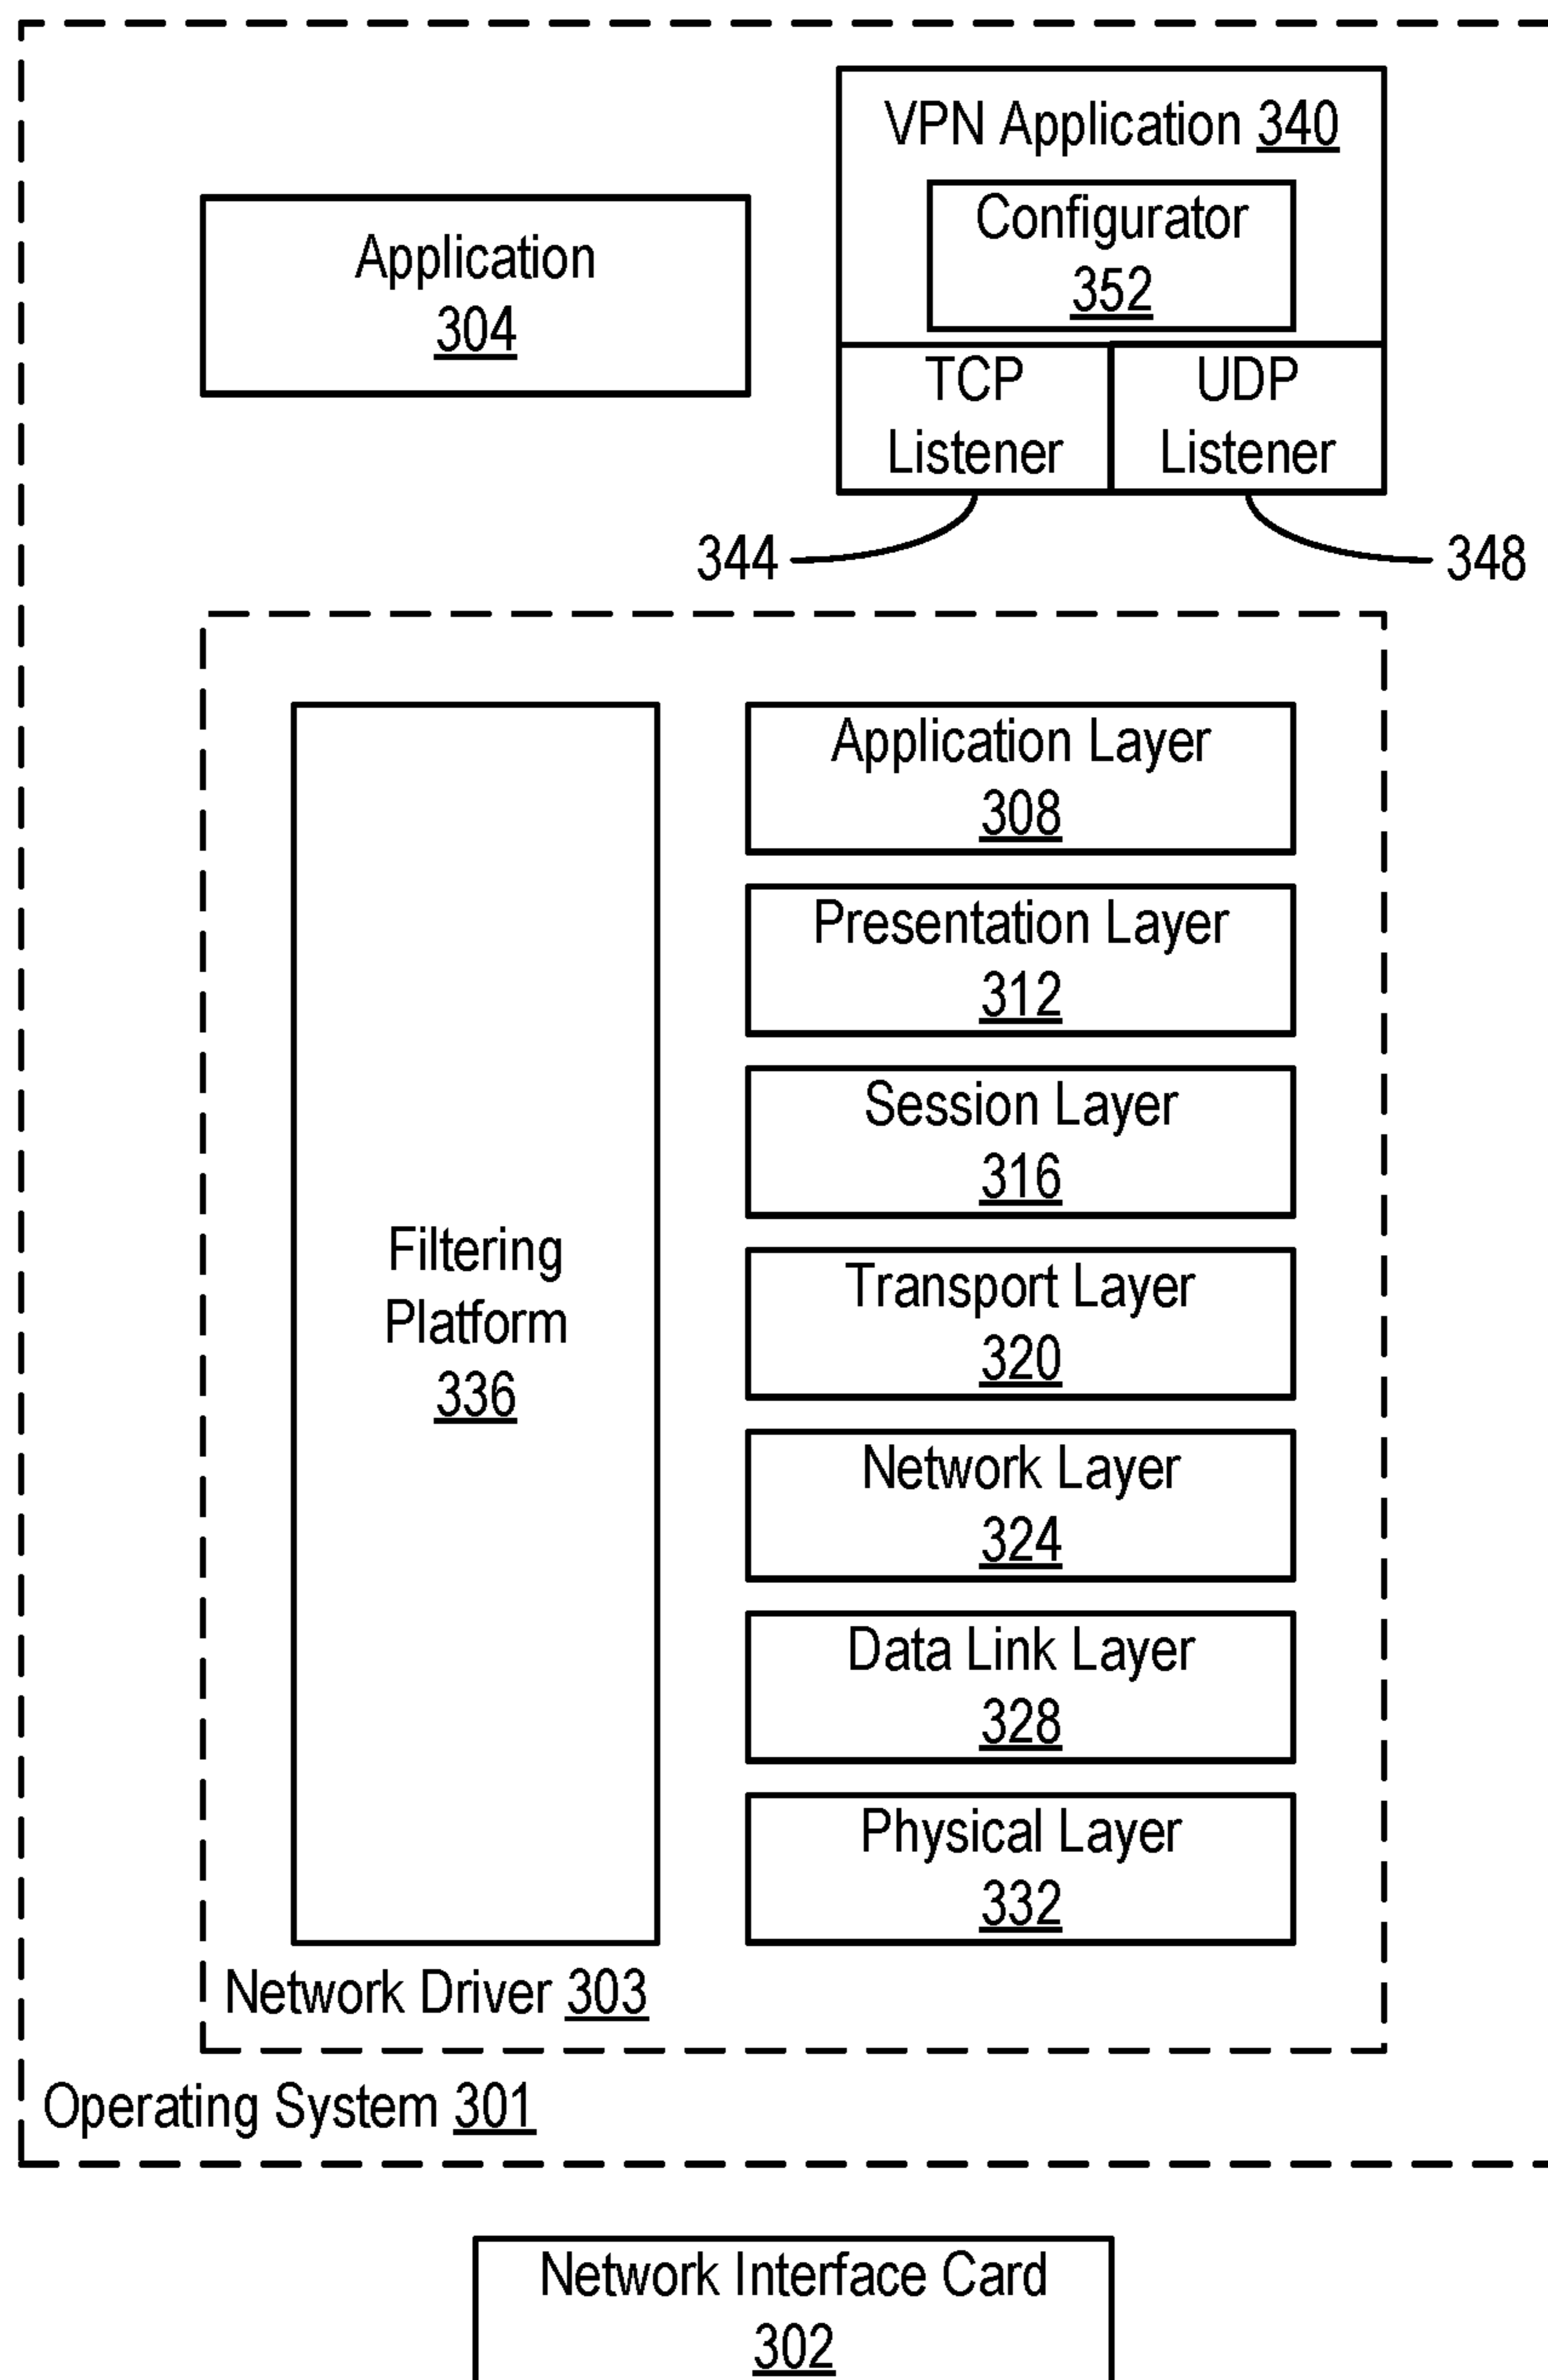 VPN Application 340
Configurator
352
Application
304
TCP
Listener
UDP
Listener
344
348
Application Layer
308
Presentation Layer
312
Session Layer
316
Filtering
Platform
336
Transport Layer
320
Network Layer
324
Data Link Layer
328
Physical Layer
332
Network Driver 303
Operating System 301
Network Interface Card
302